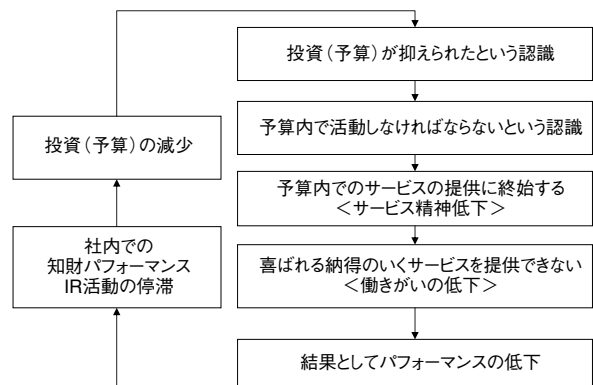 投資（予算）が抑えられたという認識
予算内で活動しなければならないという認識
予算内でのサービスの提供に終始する
＜サービス精神低下＞
喜ばれる納得のいくサービスを提供できない
＜働きがいの低下＞
結果としてパフォーマンスの低下
社内での
知財パフォーマンス
IR活動の停滞
投資（予算）の減少